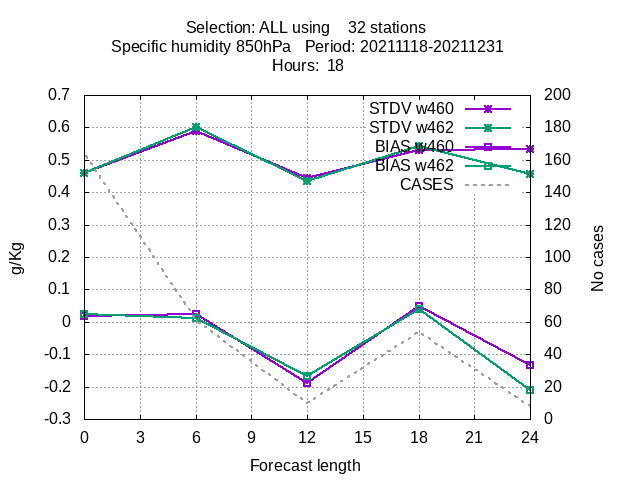 Selection: ALL using    32 stations
Specific humidity 850hPa   Period: 20211118-20211231
Hours:  18
STDV w460
STDV w462
BIAS w460
BIAS w462
CASES
0.7
0.6
0.5
0.4
0.3
0.2
0.1
0
-0.1
-0.2
-0.3
g/Kg
200
180
160
140
120
100
80
60
40
20
0
No cases
0 3 6 9 12 15 18 21 24
Forecast length